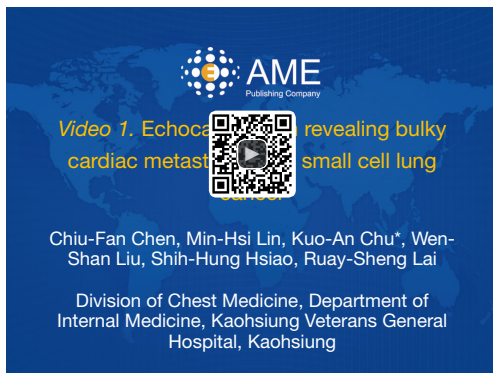 E AME
Publishing Company
Video 1. revealing bulky
cardiac small cell lung
Chiu-Fan Chen, Min-Hsi Lin, Kuo-An Chu*, Wen-
Shan Liu, Shih-Hung Hsiao, Ruay-Sheng Lai
Division of Chest Medicine, Department of
Internal Medicine, Kaohsiung Veterans General
Hospital, Kaohsiung